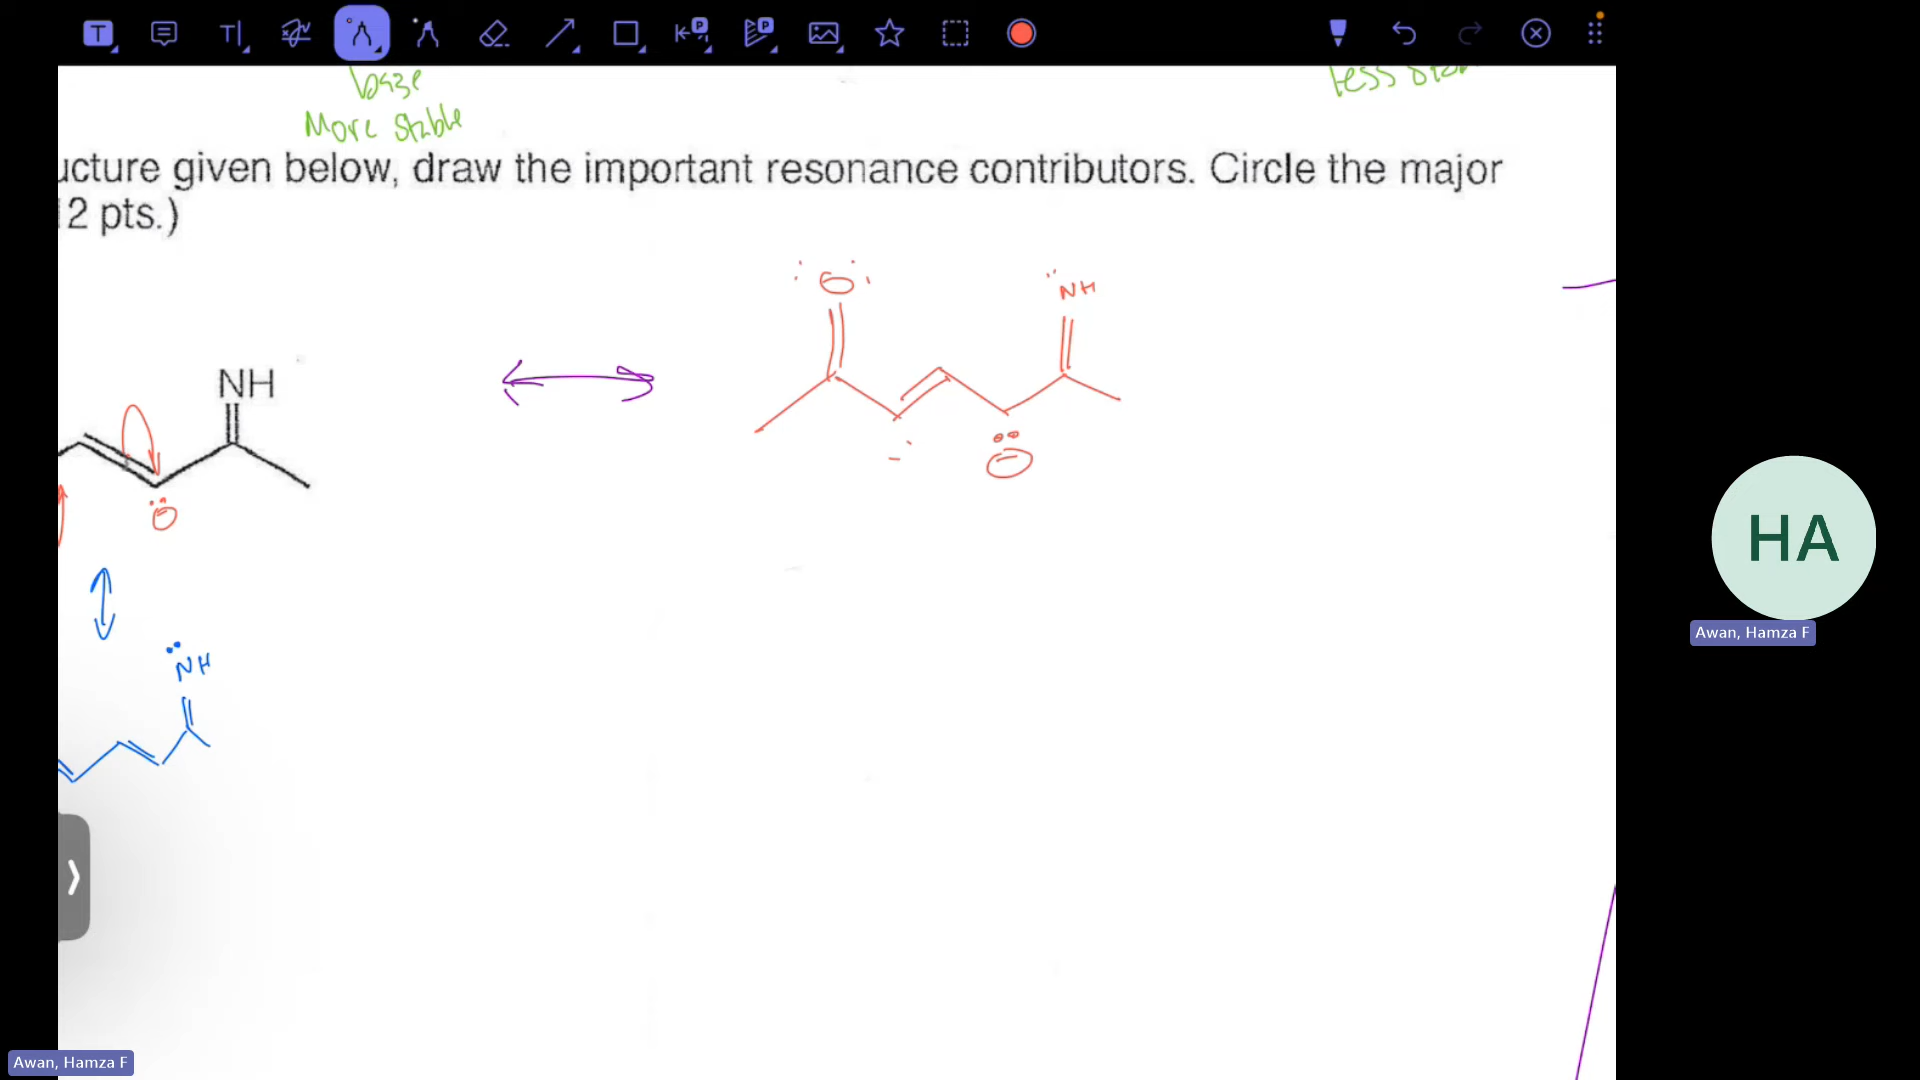 base
More stable
less
ucture given below, draw the important resonance contributors. Circle the major
2 pts.)
O
NH
NH
NH
HA
Awan, Hamza F
Awan, Hamza F